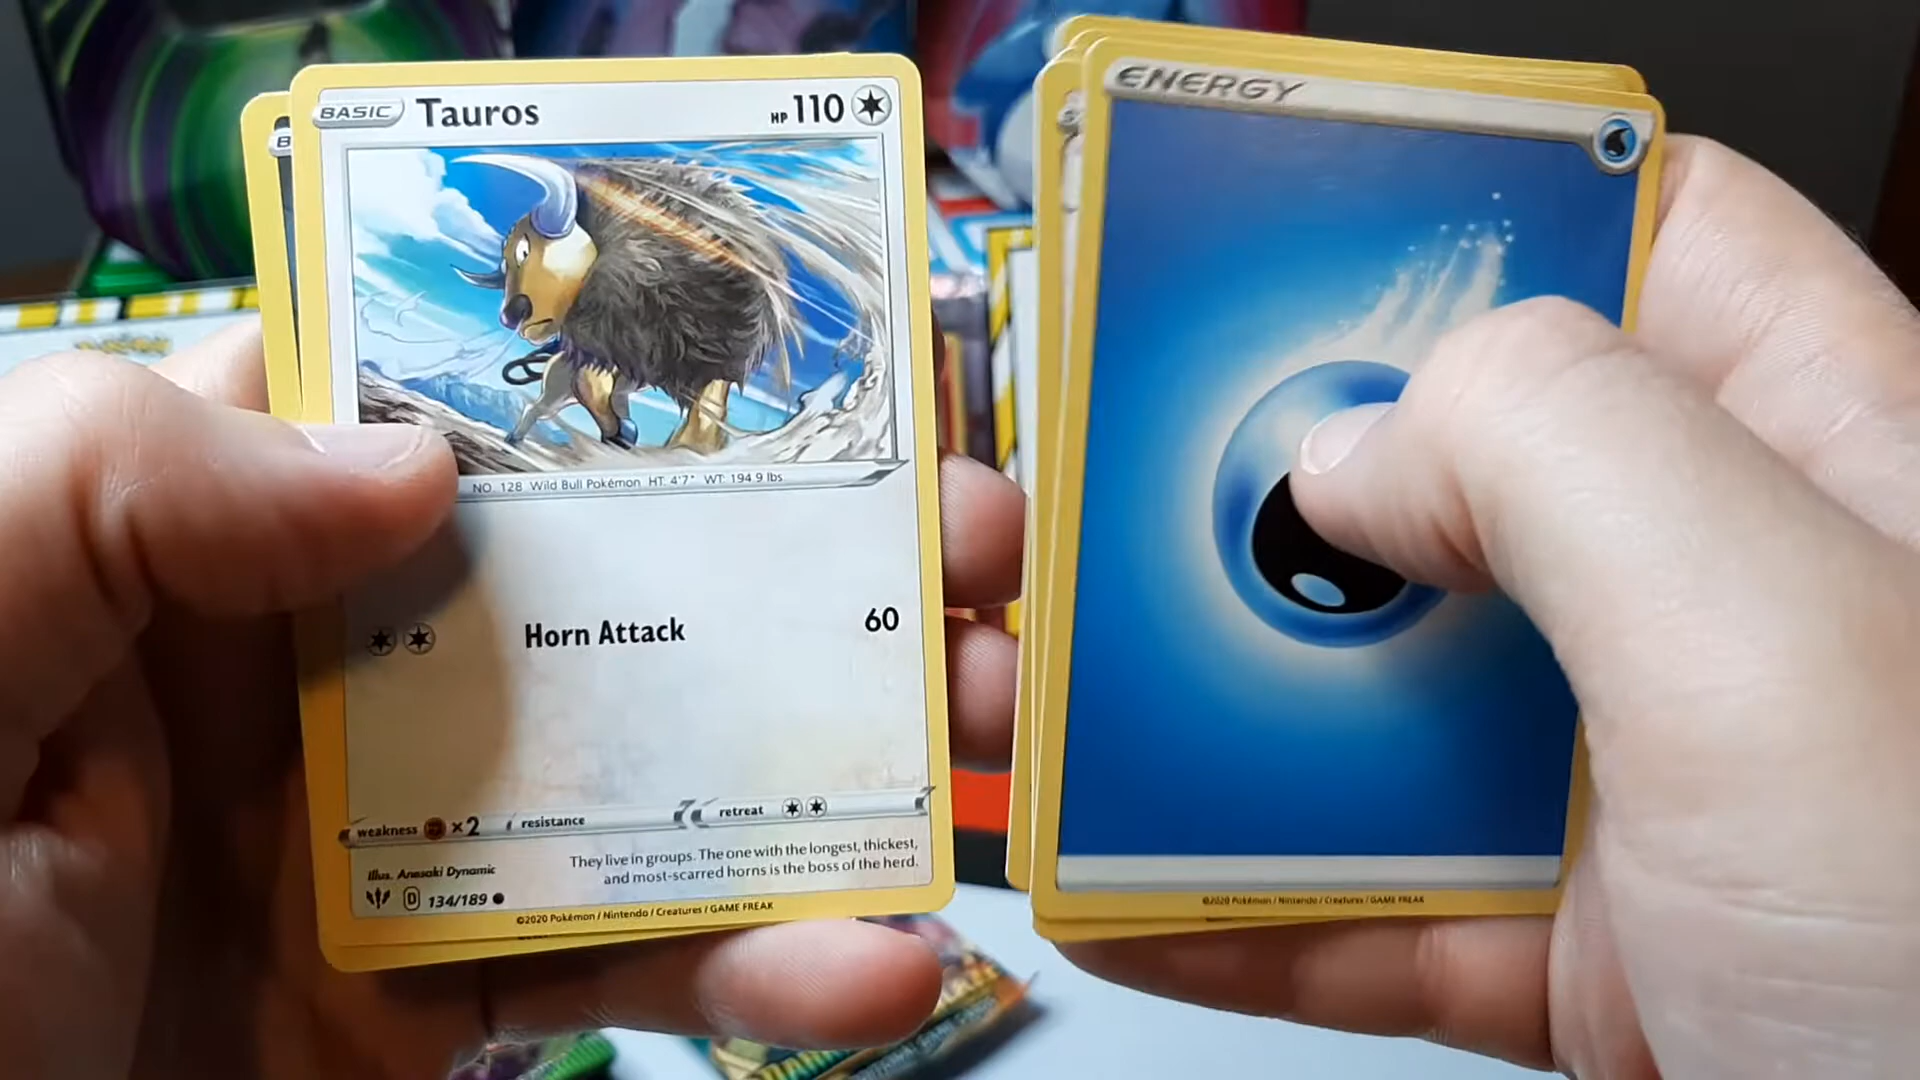 BASIC Tauros HP 110
NO. 128 Wild Bull Pokémon HT: 4'7" WT: 194.9 lbs
Horn Attack 60
weakness ×2 resistance retreat
They live in groups. The one with the longest, thickest,
and most-scarred horns is the boss of the herd.
Illus. Anesaki Dynamic
D 134/189
©2020 Pokémon / Nintendo / Creatures / GAME FREAK
B
ENERGY
©2020 Pokémon / Nintendo / Creatures / GAME FREAK